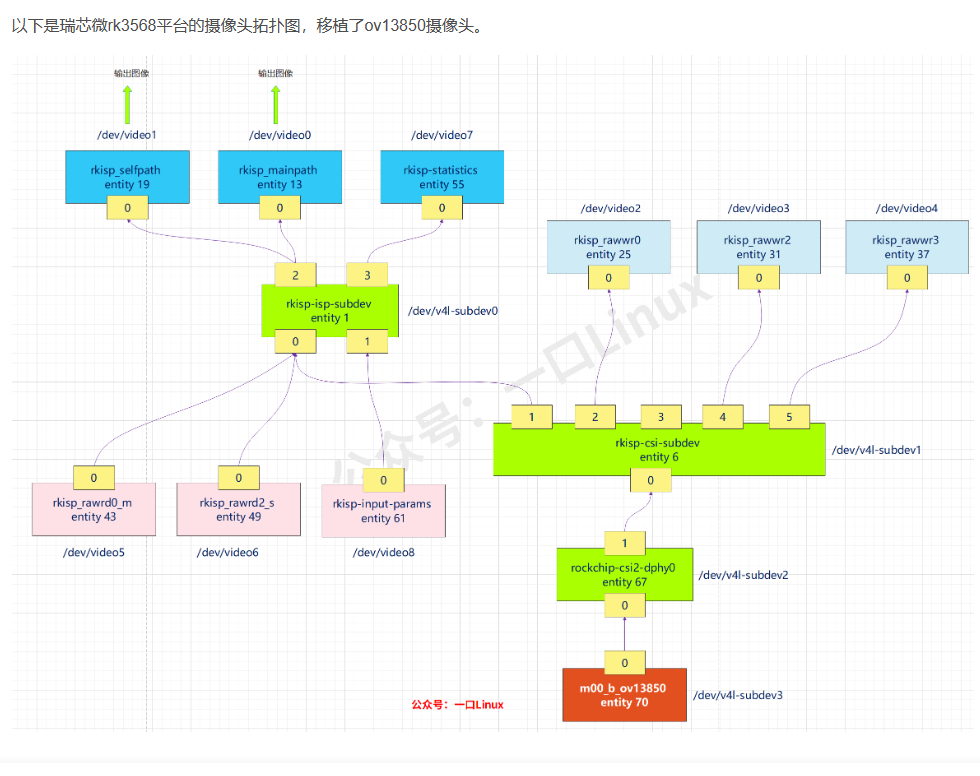 以下是瑞芯微rk3568平台的摄像头拓扑图，移植了ov13850摄像头。
输出图像
输出图像
/dev/video1
/dev/video0
/dev/video7
rkisp_selfpath
entity 19
0
rkisp_mainpath
entity 13
0
rkisp-statistics
entity 55
0
/dev/video2
/dev/video3
/dev/video4
rkisp_rawwr0
entity 25
0
rkisp_rawwr2
entity 31
0
rkisp_rawwr3
entity 37
0
2
3
rkisp-isp-subdev
entity 1
/dev/v4l-subdev0
0
1
公众号：一口Linux
1
2
3
4
5
rkisp-csi-subdev
entity 6
/dev/v4l-subdev1
0
0
rkisp_rawrd0_m
entity 43
/dev/video5
0
rkisp_rawrd2_s
entity 49
/dev/video6
0
rkisp-input-params
entity 61
/dev/video8
1
rockchip-csi2-dphy0
entity 67
/dev/v4l-subdev2
0
0
m00_b_ov13850
entity 70
/dev/v4l-subdev3
公众号：一口Linux